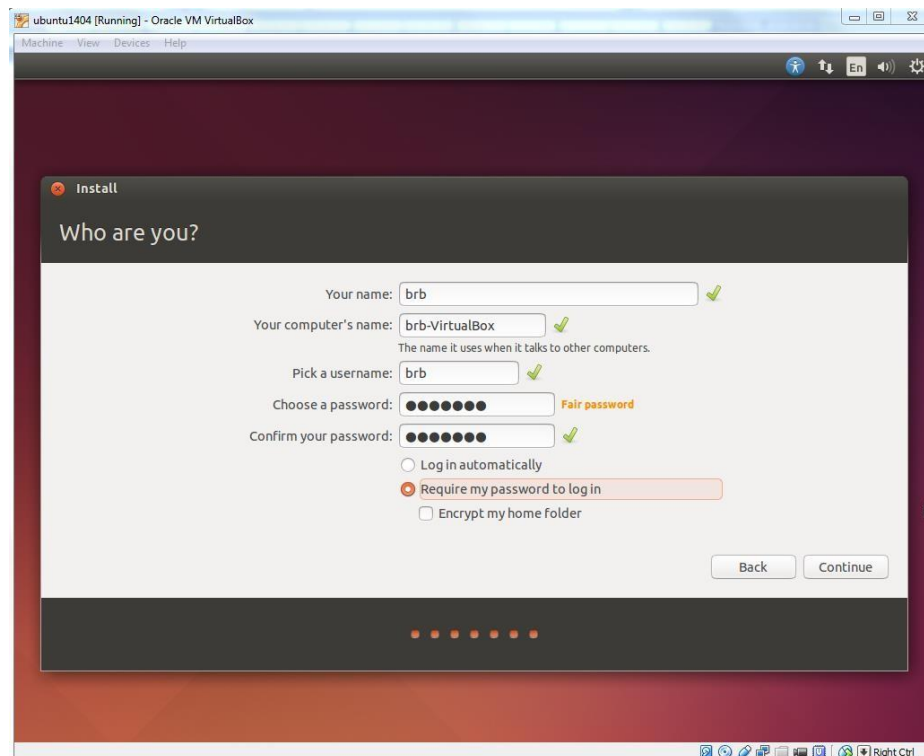 ubuntu1404 [Running] - Oracle VM VirtualBox
Machine View Devices Help
En
Install
Who are you?
Your name: brb
Your computer's name: brb-VirtualBox
The name it uses when it talks to other computers.
Pick a username: brb
Choose a password: ●●●●●●● Fair password
Confirm your password: ●●●●●●●
Log in automatically
Require my password to log in
Encrypt my home folder
Back Continue
Right Ctrl